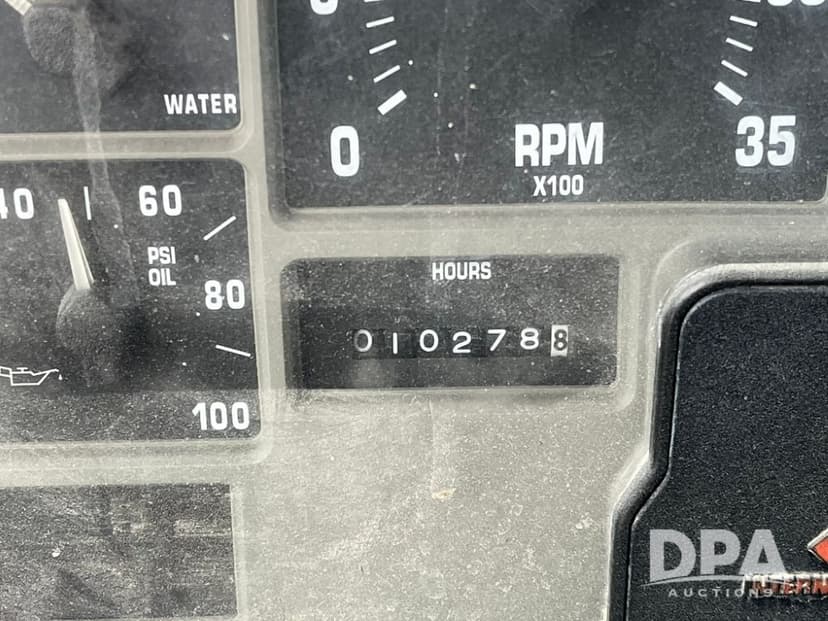 WATER
0 RPM 35
X100
40 60
PSI
OIL
80
100
HOURS
0102788
DPA
AUCTIONS